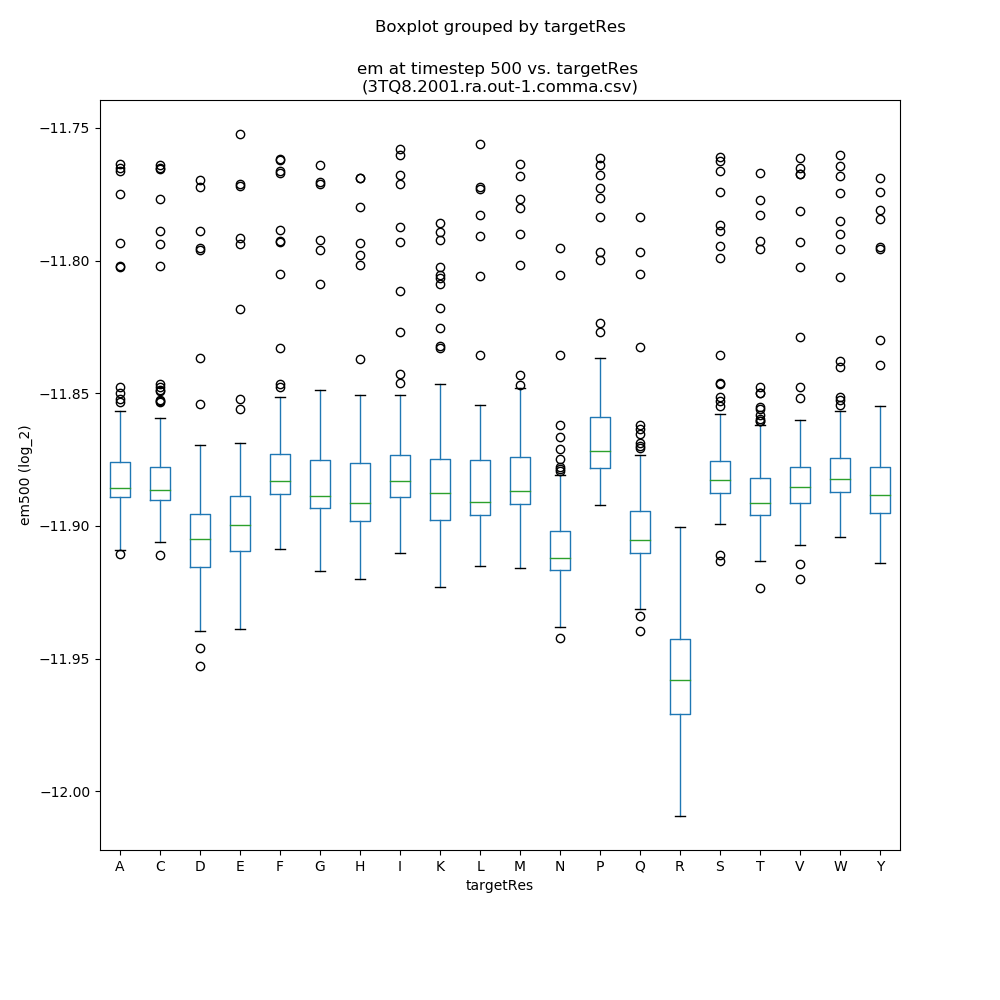 Boxplot grouped by targetRes
em at timestep 500 vs. targetRes
(3TQ8.2001.ra.out-1.comma.csv)
−11.75
−11.80
−11.85
−11.90
−11.95
−12.00
em500 (log_2)
A C D E F G H I K L M N P Q R S T V W Y
targetRes